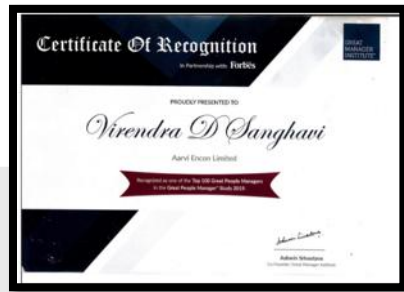 Certificate Of Recognition
In Partnership with Forbes
GREAT
MANAGER
INSTITUTE
PROUDLY PRESENTED TO
Virendra D Sanghavi
Aarvi Encon Limited
Recognized as one of the Top 100 Great People Managers
in the Great People Manager® Study 2019